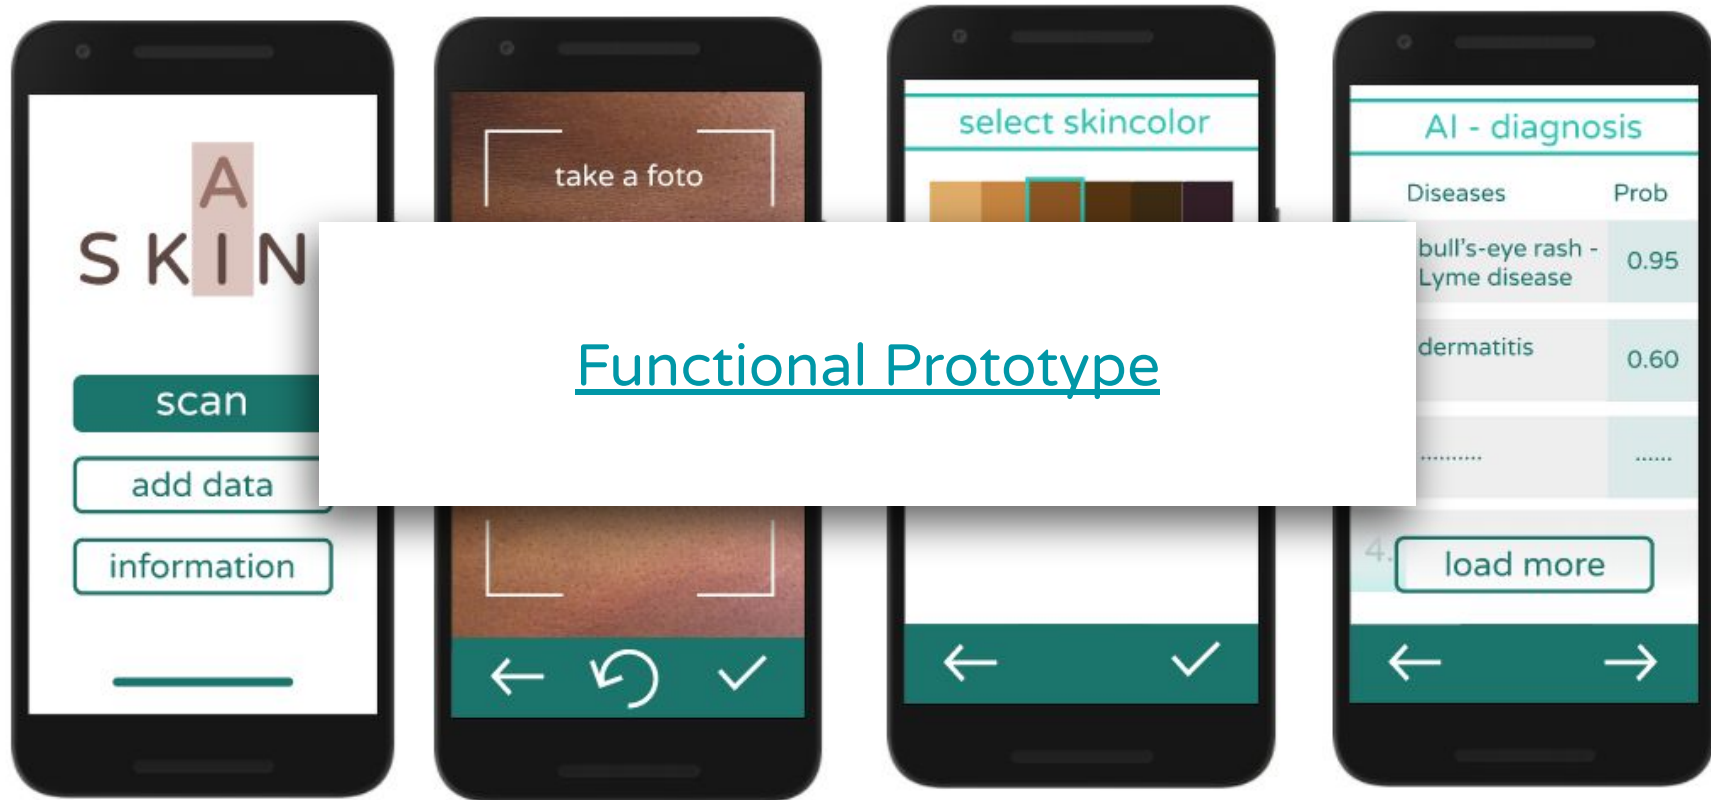 A
SKIN
scan
add data
information
take a foto
select skincolor
AI - diagnosis
Diseases Prob
bull's-eye rash -
Lyme disease
0.95
dermatitis
0.60
.......... ......
4.
load more
Functional Prototype